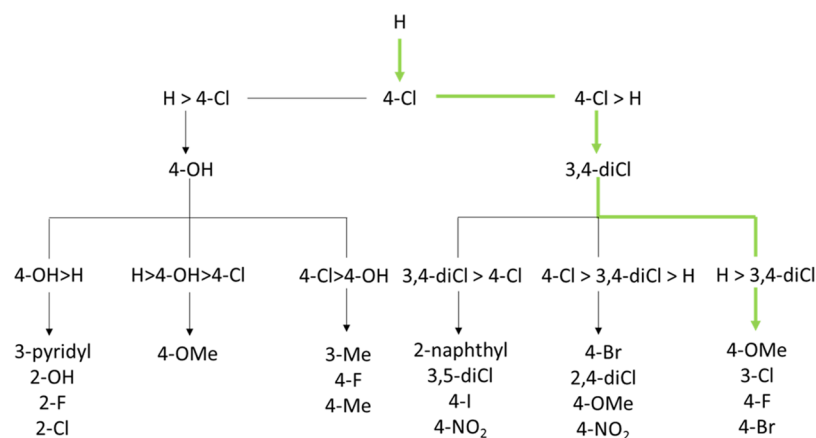 H
H > 4-Cl 4-Cl 4-Cl > H
4-OH 3,4-diCl
4-OH>H H>4-OH>4-Cl 4-Cl>4-OH 3,4-diCl > 4-Cl 4-Cl > 3,4-diCl > H H > 3,4-diCl
3-pyridyl 4-OMe 3-Me 2-naphthyl 4-Br 4-OMe
2-OH 4-F 3,5-diCl 2,4-diCl 3-Cl
2-F 4-Me 4-I 4-OMe 4-F
2-Cl 4-NO₂ 4-NO₂ 4-Br